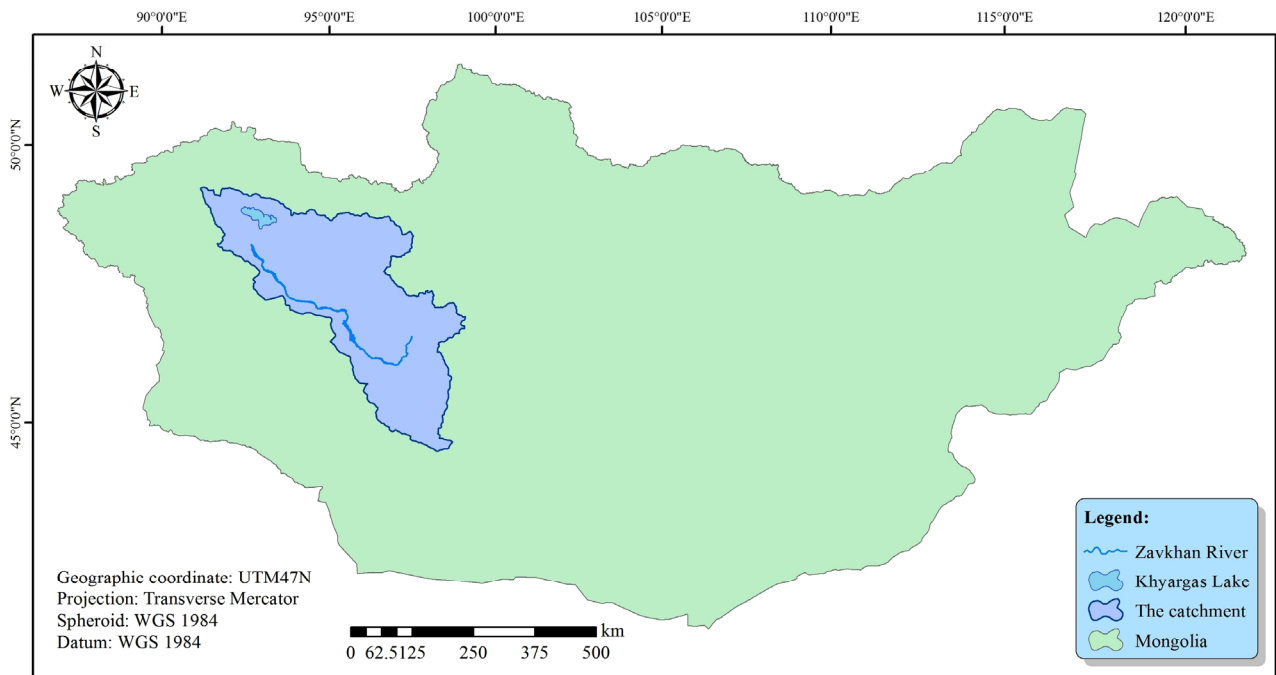 90°0'0"E 95°0'0"E 100°0'0"E 105°0'0"E 110°0'0"E 115°0'0"E 120°0'0"E
N
W E
S
50°0'0"N
45°0'0"N
Geographic coordinate: UTM47N
Projection: Transverse Mercator
Spheroid: WGS 1984
Datum: WGS 1984
km
0 62.5125 250 375 500
Legend:
Zavkhan River
Khyargas Lake
The catchment
Mongolia